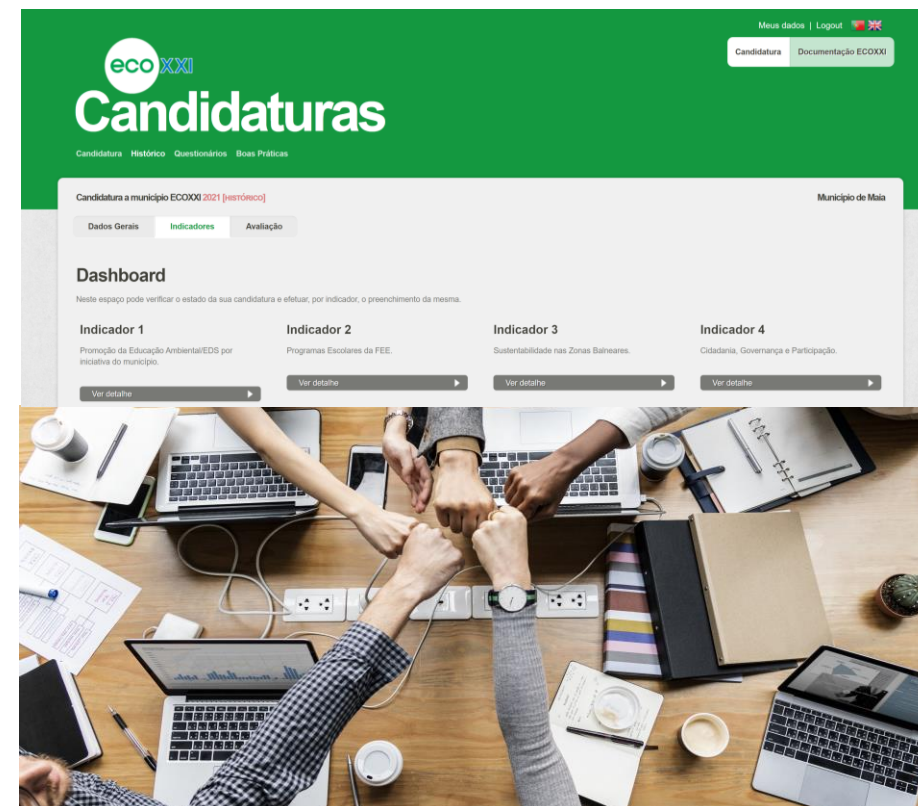 Meus dados | Logout
Candidatura Documentação ECOXXI
eco XXI
Candidaturas
Candidatura Histórico Questionários Boas Práticas
Candidatura a município ECOXXI 2021 [HISTÓRICO] Município de Maia
Dados Gerais Indicadores Avaliação
Dashboard
Neste espaço pode verificar o estado da sua candidatura e efetuar, por indicador, o preenchimento da mesma.
Indicador 1 Indicador 2 Indicador 3 Indicador 4
Promoção da Educação Ambiental/EDS por Programas Escolares da FEE. Sustentabilidade nas Zonas Balneares. Cidadania, Governança e Participação.
iniciativa do município.
Ver detalhe Ver detalhe Ver detalhe Ver detalhe